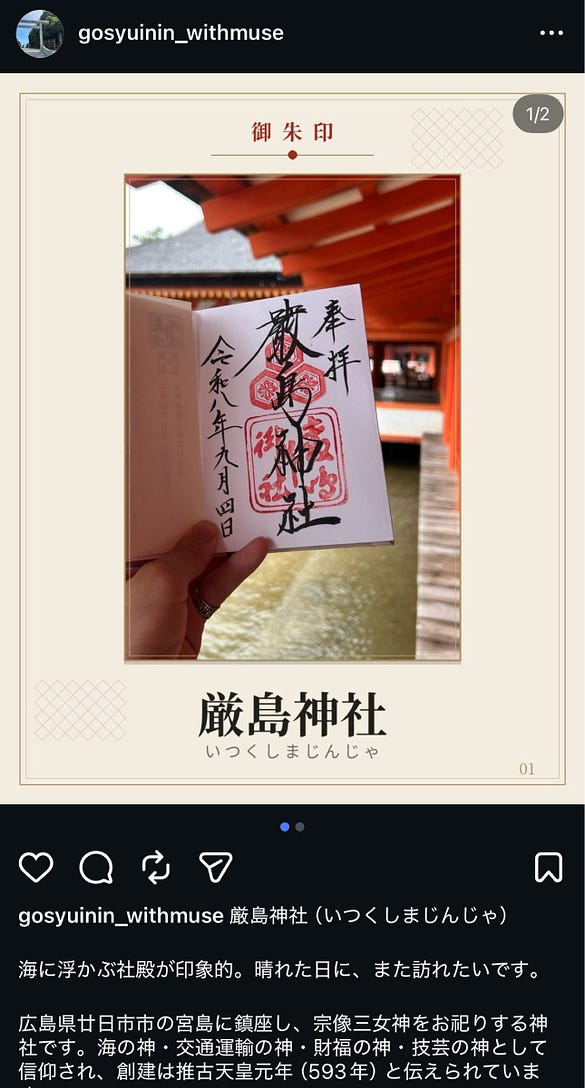 gosyuinin_withmuse
1/2
御朱印
奉拝
厳島神社
令和八年九月四日
厳島神社
いつくしまじんじゃ
01
gosyuinin_withmuse 厳島神社（いつくしまじんじゃ）
海に浮かぶ社殿が印象的。晴れた日に、また訪れたいです。
広島県廿日市市の宮島に鎮座し、宗像三女神をお祀りする神
社です。海の神・交通運輸の神・財福の神・技芸の神として
信仰され、創建は推古天皇元年（593年）と伝えられていま